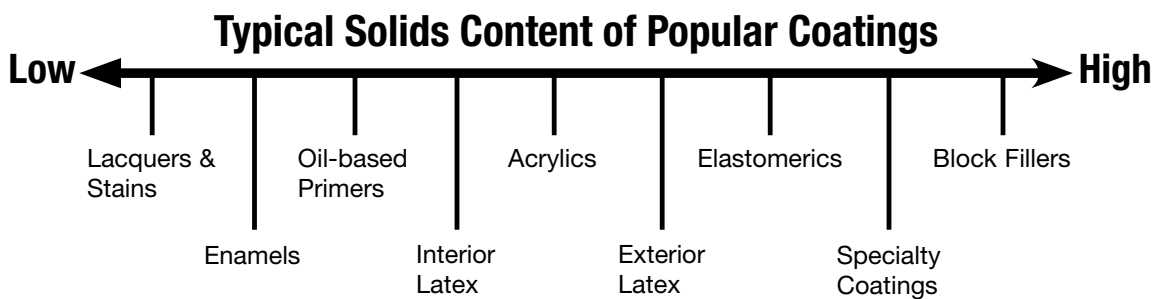 Typical Solids Content of Popular Coatings
Low
High
Lacquers &
Stains
Oil-based
Primers
Acrylics
Elastomerics
Block Fillers
Enamels
Interior
Latex
Exterior
Latex
Specialty
Coatings